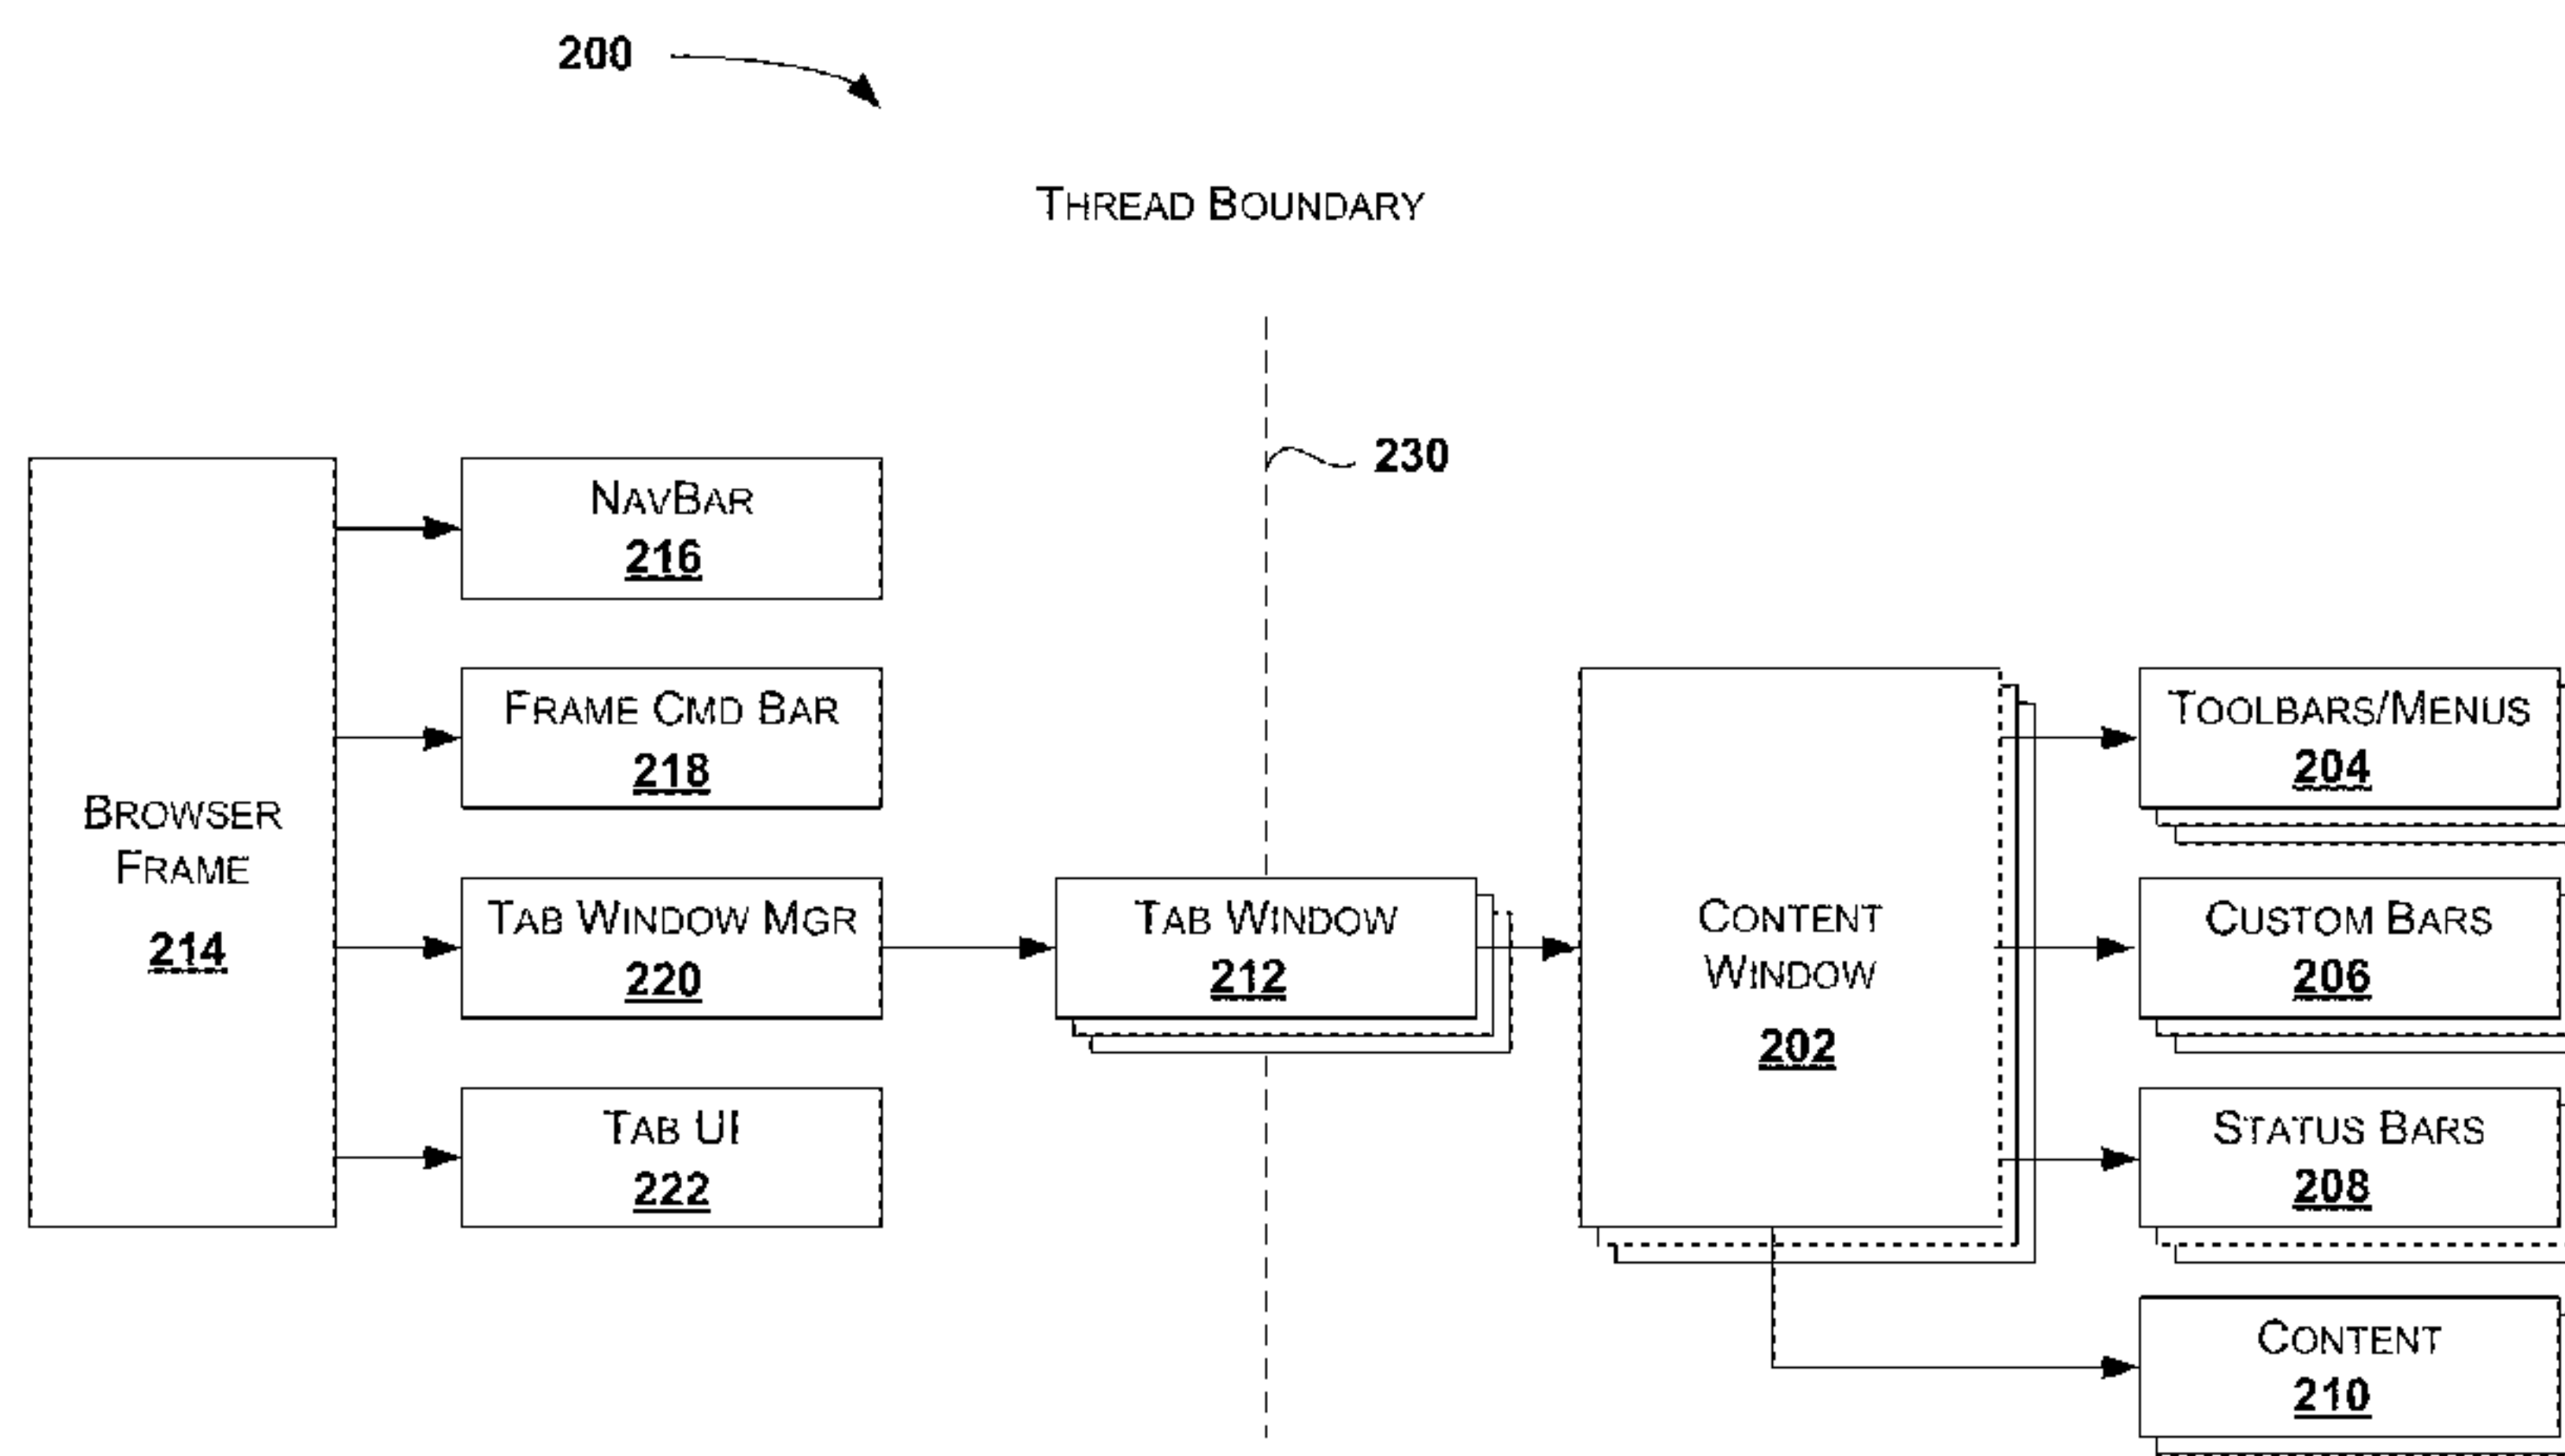 200
THREAD BOUNDARY
230
BROWSER
FRAME
214
NAVBAR
216
FRAME CMD BAR
218
TAB WINDOW MGR
220
TAB UI
222
TAB WINDOW
212
CONTENT
WINDOW
202
TOOLBARS/MENUS
204
CUSTOM BARS
206
STATUS BARS
208
CONTENT
210